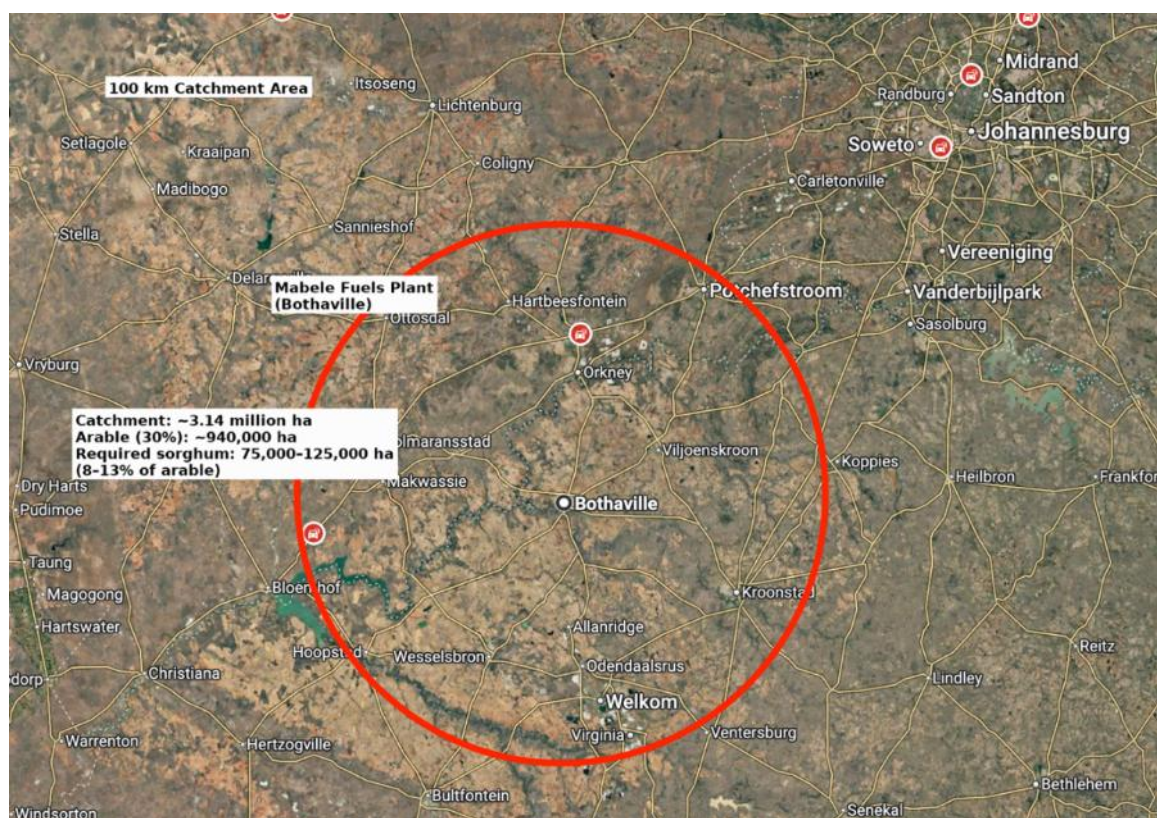 Midrand
100 km Catchment Area
Itsoseng
Randburg
Sandton
Lichtenburg
Johannesburg
Setlagole
Soweto
Kraaipan
Coligny
Carletonville
Madibogo
Sannieshof
Stella
Vereeniging
Mabele Fuels Plant
(Bothaville)
Potchefstroom
Vanderbijlpark
Hartbeesfontein
Ottosdal
Sasolburg
Vryburg
Orkney
Catchment: ~3.14 million ha
Arable (30%): ~940,000 ha
Required sorghum: 75,000–125,000 ha
(8–13% of arable)
olmaransstad
Viljoenskroon
Koppies
Makwassie
Heilbron
Frankfor
Dry Harts
Bothaville
Pudimoe
Taung
Magogong
Kroonstad
Hartswater
Allanridge
Hoopstad
Wesselsbron
Reitz
Odendaalsrus
Christiana
dorp
Lindley
Welkom
Virginia
Ventersburg
Warrenton
Hertzogville
Bethlehem
Bultfontein
Windsorton
Senekal